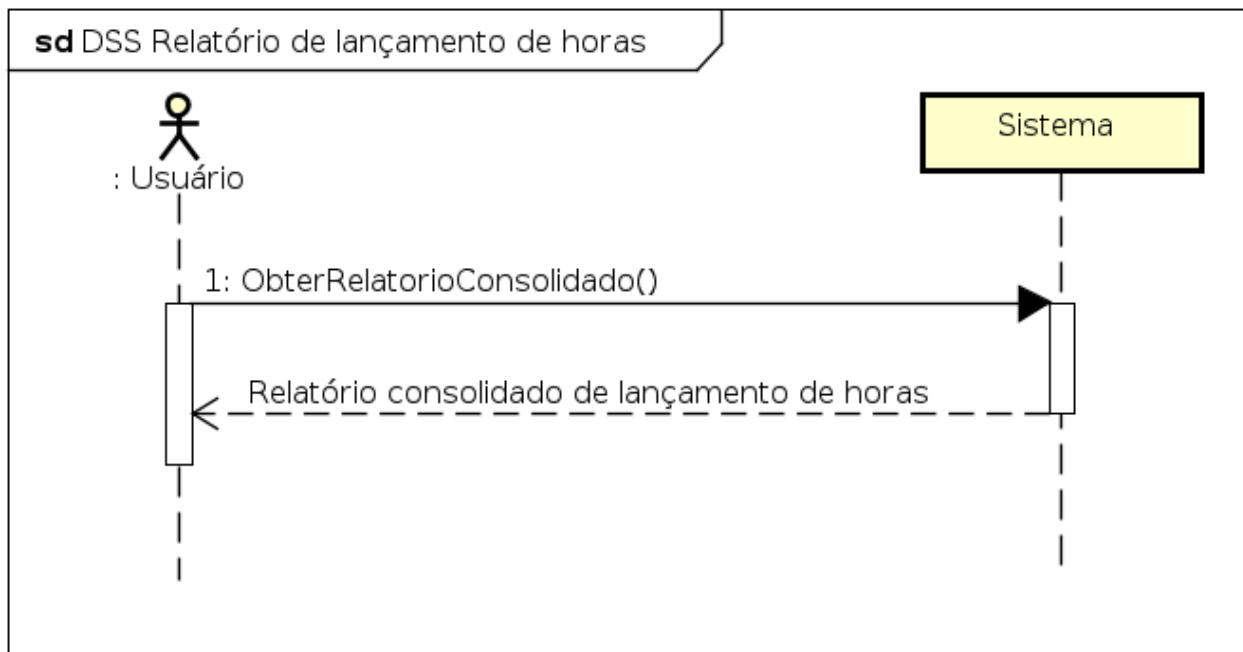 sd DSS Relatório de lançamento de horas
: Usuário
Sistema
1: ObterRelatorioConsolidado()
Relatório consolidado de lançamento de horas